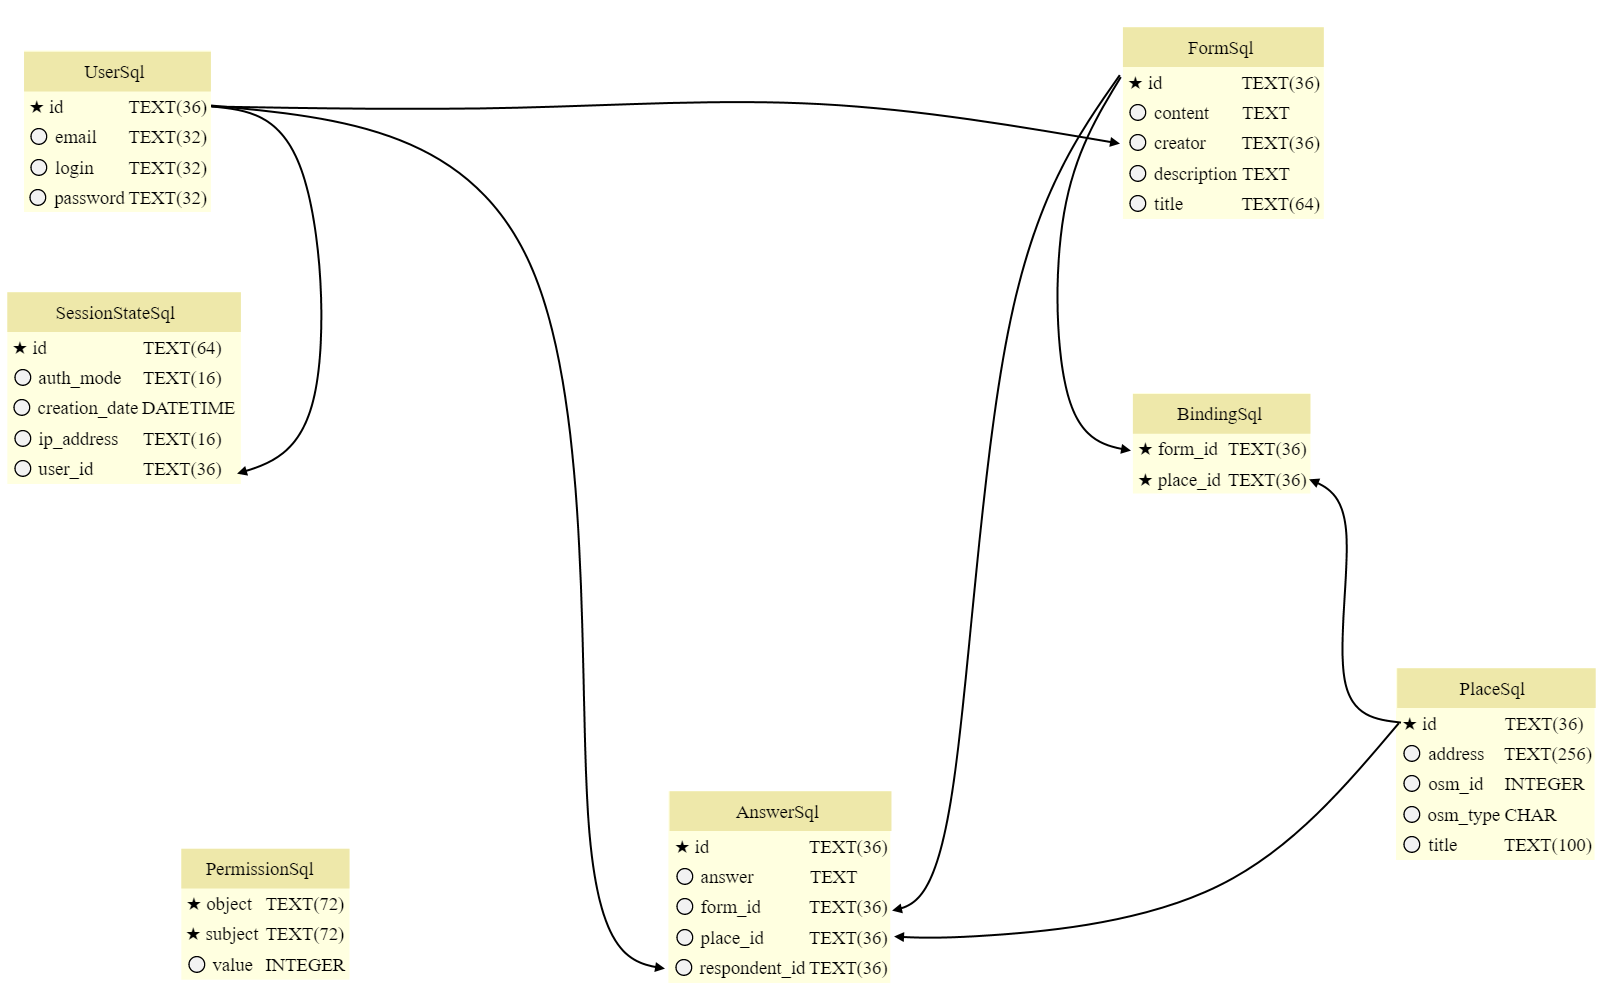 UserSql
★ id TEXT(36)
email TEXT(32)
login TEXT(32)
password TEXT(32)
FormSql
★ id TEXT(36)
content TEXT
creator TEXT(36)
description TEXT
title TEXT(64)
SessionStateSql
★ id TEXT(64)
auth_mode TEXT(16)
creation_date DATETIME
ip_address TEXT(16)
user_id TEXT(36)
BindingSql
★ form_id TEXT(36)
★ place_id TEXT(36)
PlaceSql
★ id TEXT(36)
address TEXT(256)
osm_id INTEGER
osm_type CHAR
title TEXT(100)
AnswerSql
★ id TEXT(36)
answer TEXT
form_id TEXT(36)
place_id TEXT(36)
respondent_id TEXT(36)
PermissionSql
★ object TEXT(72)
★ subject TEXT(72)
value INTEGER